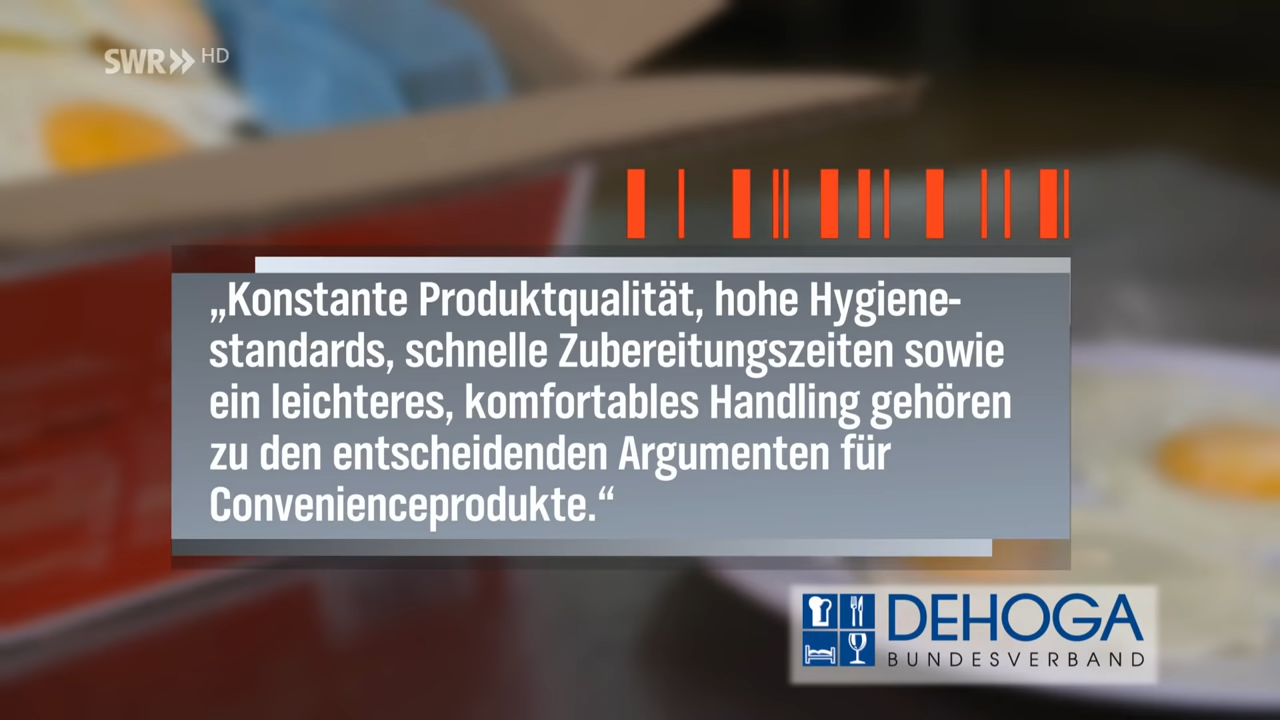 SWR» HD
„Konstante Produktqualität, hohe Hygiene-
standards, schnelle Zubereitungszeiten sowie
ein leichteres, komfortables Handling gehören
zu den entscheidenden Argumenten für
Convenienceprodukte.“
DEHOGA
BUNDESVERBAND